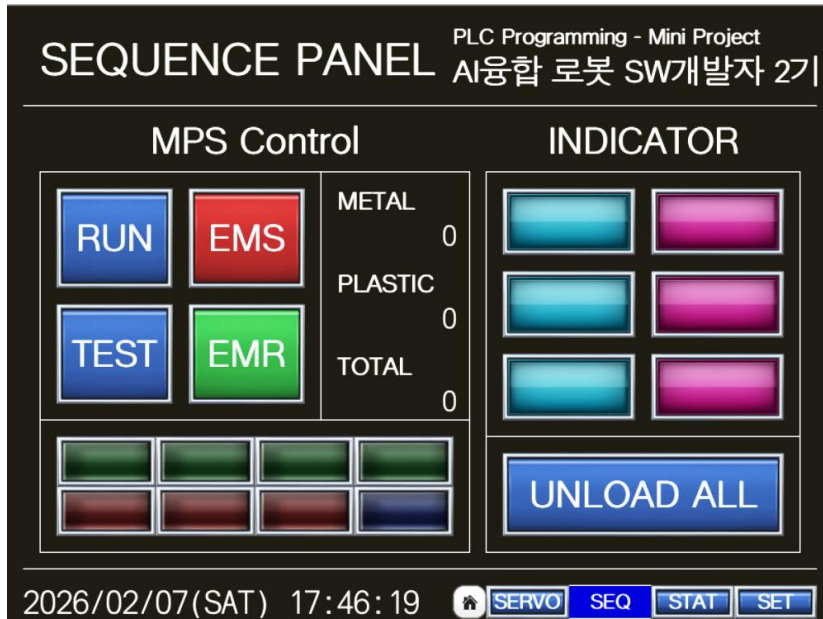 SEQUENCE PANEL
PLC Programming - Mini Project
AI융합 로봇 SW개발자 2기
MPS Control
INDICATOR
RUN
EMS
METAL
0
PLASTIC
0
TEST
EMR
TOTAL
0
UNLOAD ALL
2026/02/07(SAT) 17:46:19
SERVO
SEQ
STAT
SET